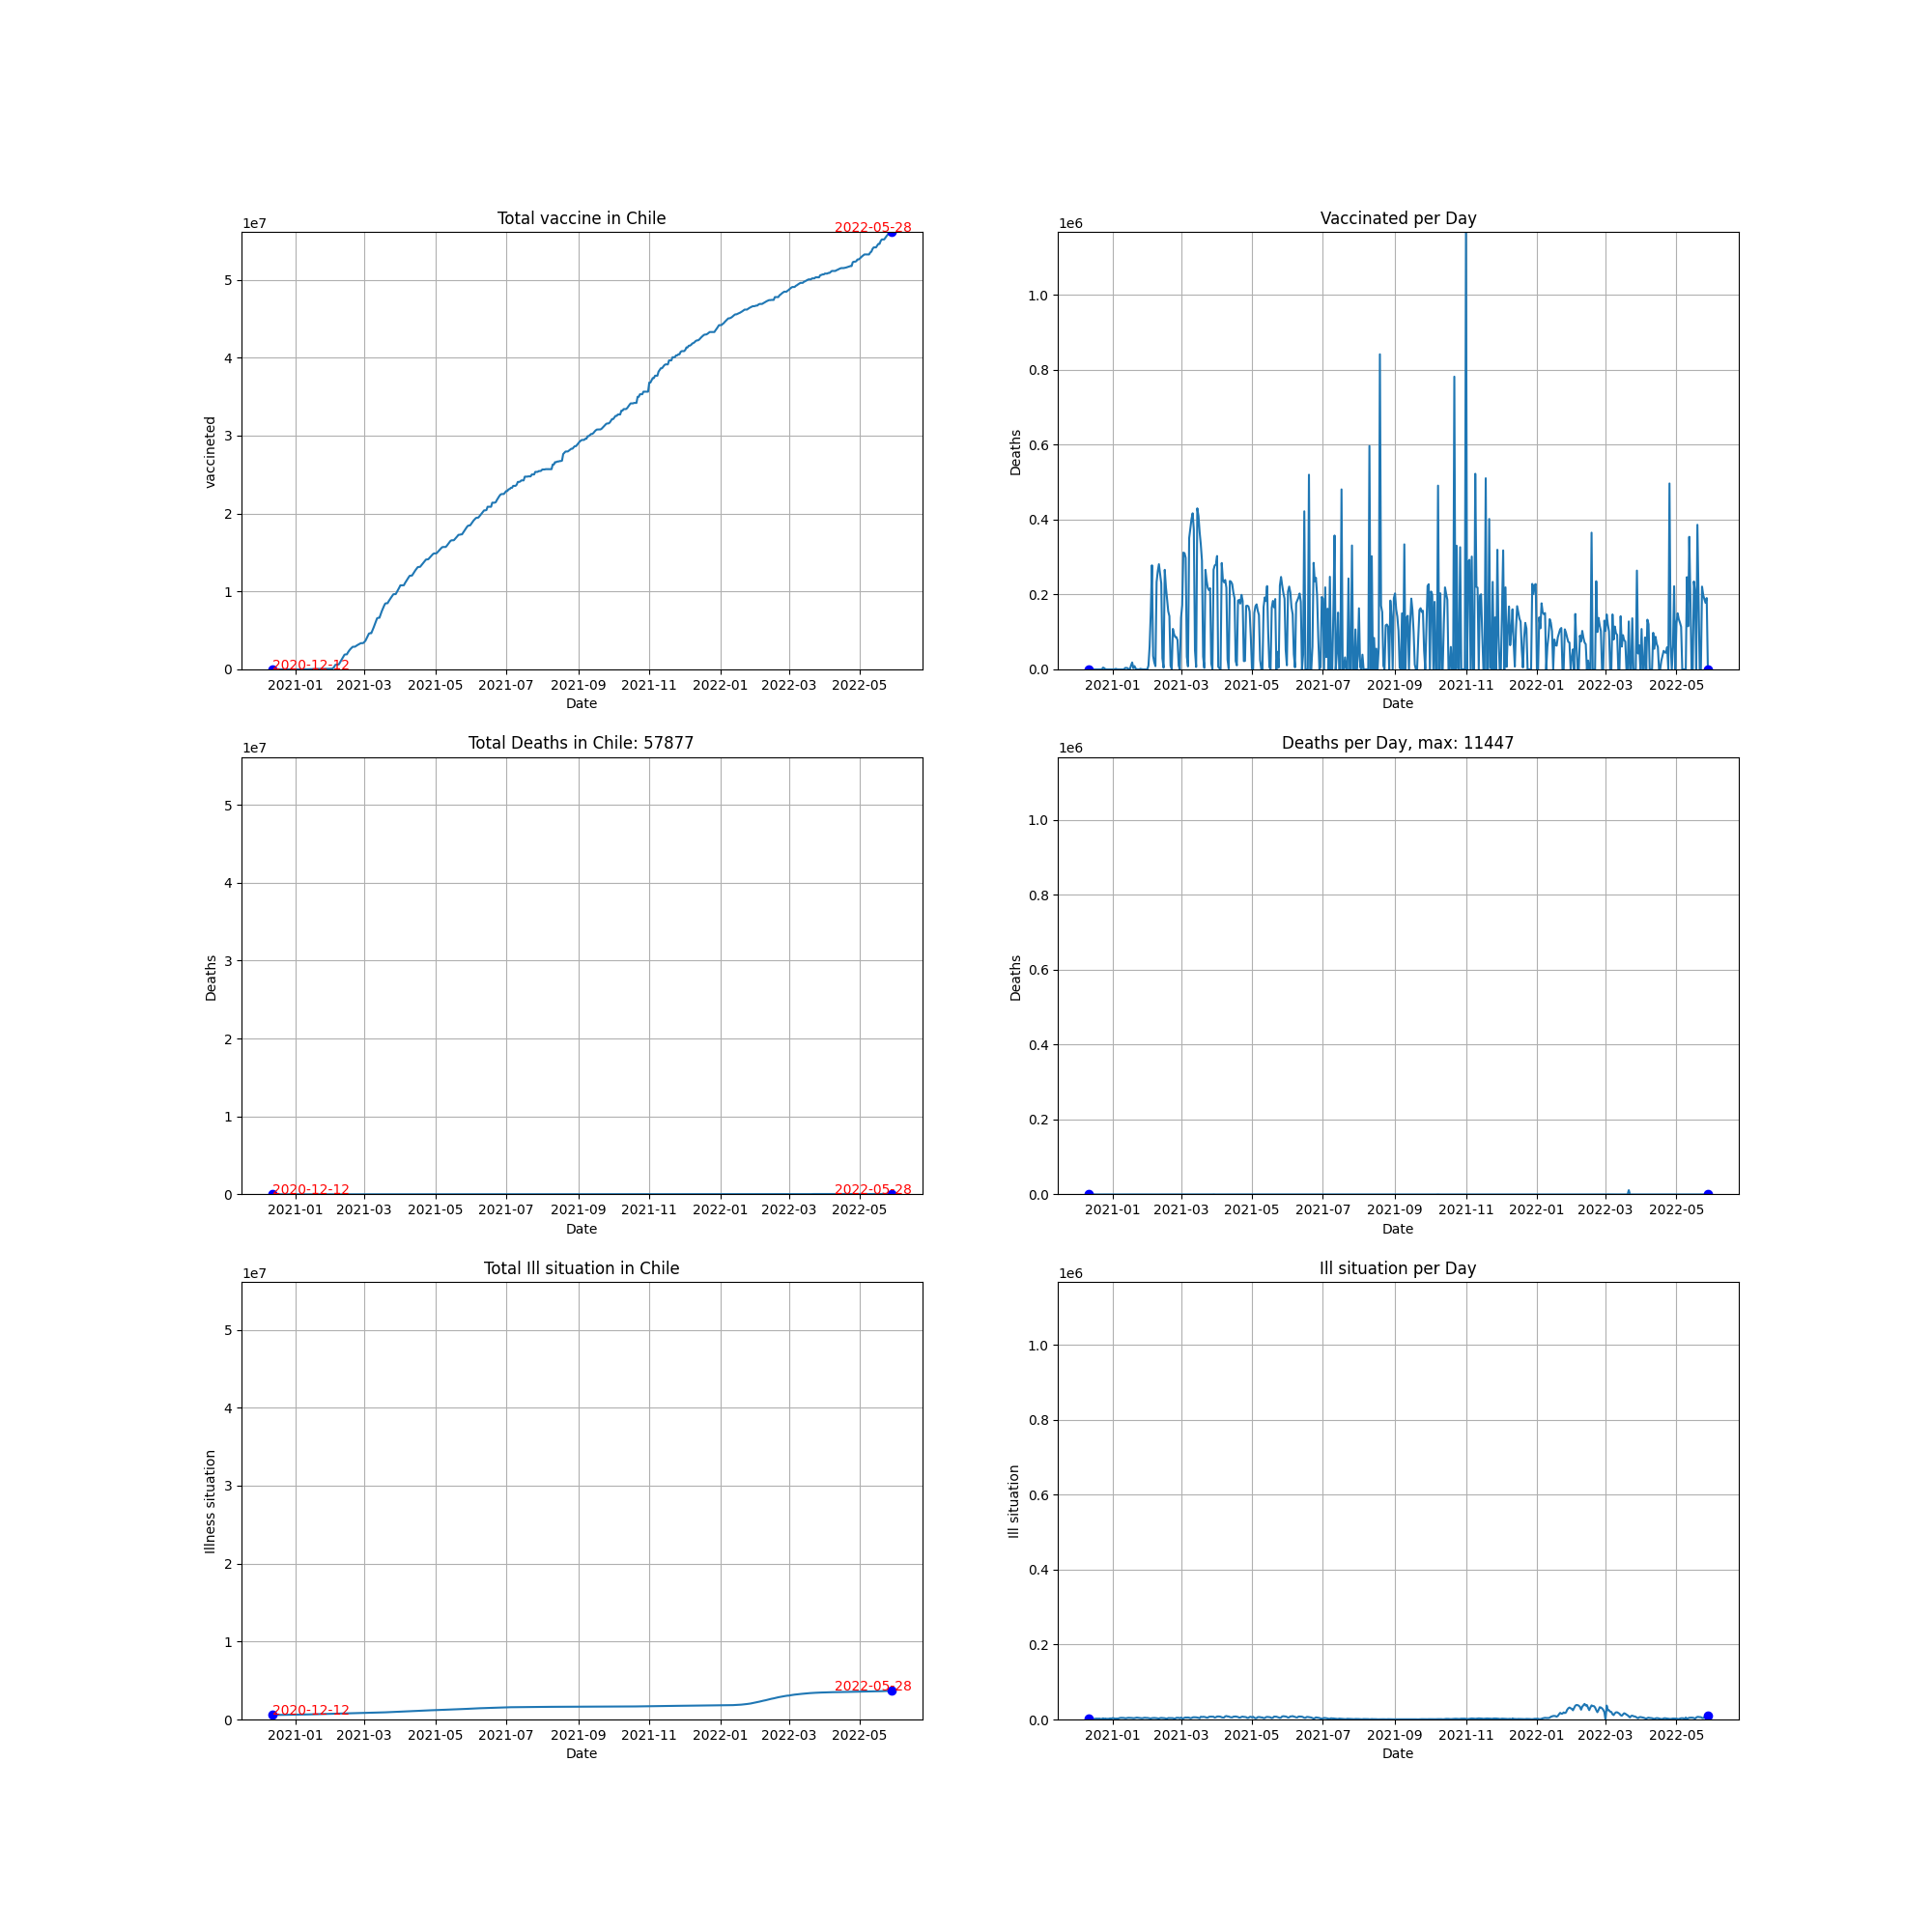 Total vaccine in Chile
1e7
2022-05-28
5
4
3
2
1
0
vaccineted
2020-12-12
2021-01 2021-03 2021-05 2021-07 2021-09 2021-11 2022-01 2022-03 2022-05
Date
Vaccinated per Day
1e6
1.0
0.8
0.6
0.4
0.2
0.0
Deaths
2021-01 2021-03 2021-05 2021-07 2021-09 2021-11 2022-01 2022-03 2022-05
Date
Total Deaths in Chile: 57877
1e7
5
4
3
2
1
0
Deaths
2020-12-12
2022-05-28
2021-01 2021-03 2021-05 2021-07 2021-09 2021-11 2022-01 2022-03 2022-05
Date
Deaths per Day, max: 11447
1e6
1.0
0.8
0.6
0.4
0.2
0.0
Deaths
2021-01 2021-03 2021-05 2021-07 2021-09 2021-11 2022-01 2022-03 2022-05
Date
Total Ill situation in Chile
1e7
5
4
3
2
1
0
Illness situation
2020-12-12
2022-05-28
2021-01 2021-03 2021-05 2021-07 2021-09 2021-11 2022-01 2022-03 2022-05
Date
Ill situation per Day
1e6
1.0
0.8
0.6
0.4
0.2
0.0
Ill situation
2021-01 2021-03 2021-05 2021-07 2021-09 2021-11 2022-01 2022-03 2022-05
Date